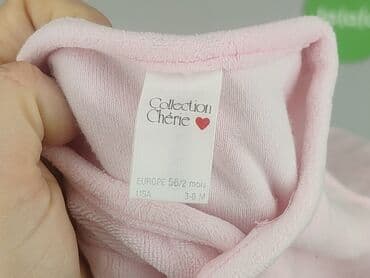 Collection
Chérie
EUROPE 56/2 mois
USA 3-6 M